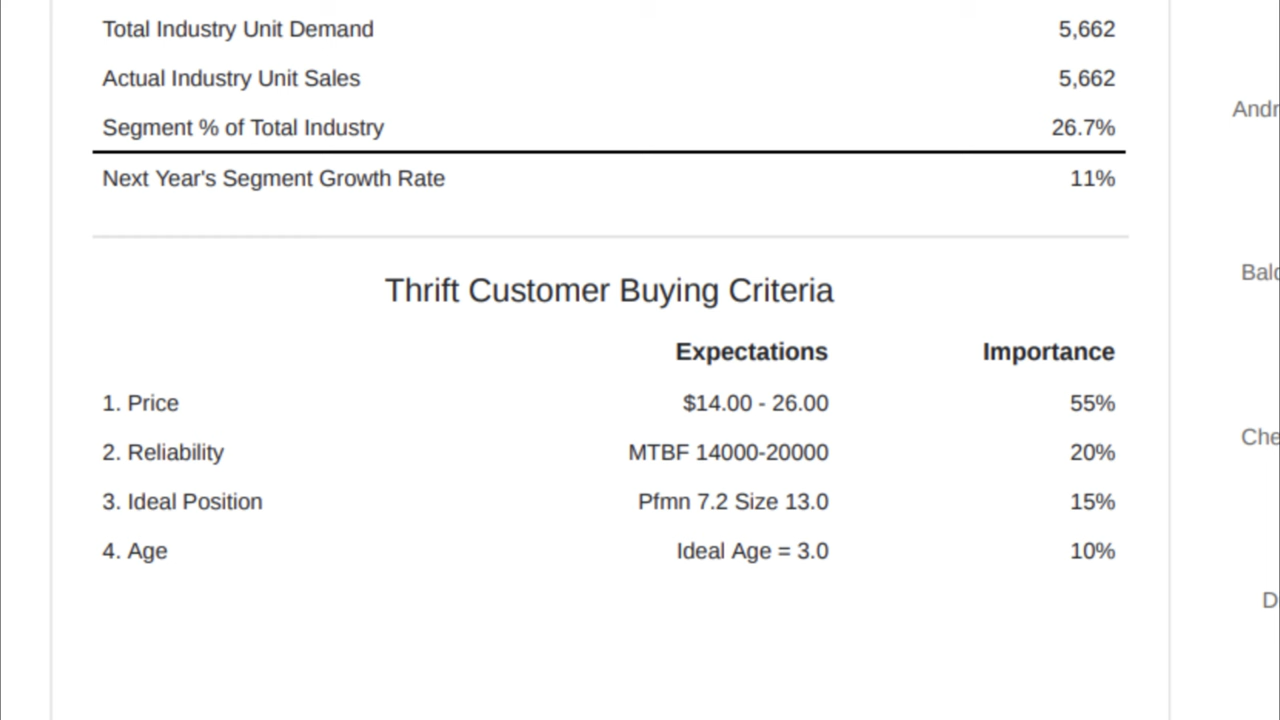 Total Industry Unit Demand 5,662
Actual Industry Unit Sales 5,662
Segment % of Total Industry 26.7%
Next Year's Segment Growth Rate 11%
Thrift Customer Buying Criteria
Expectations Importance
1. Price $14.00 - 26.00 55%
2. Reliability MTBF 14000-20000 20%
3. Ideal Position Pfmn 7.2 Size 13.0 15%
4. Age Ideal Age = 3.0 10%
Andr
Bald
Che
D